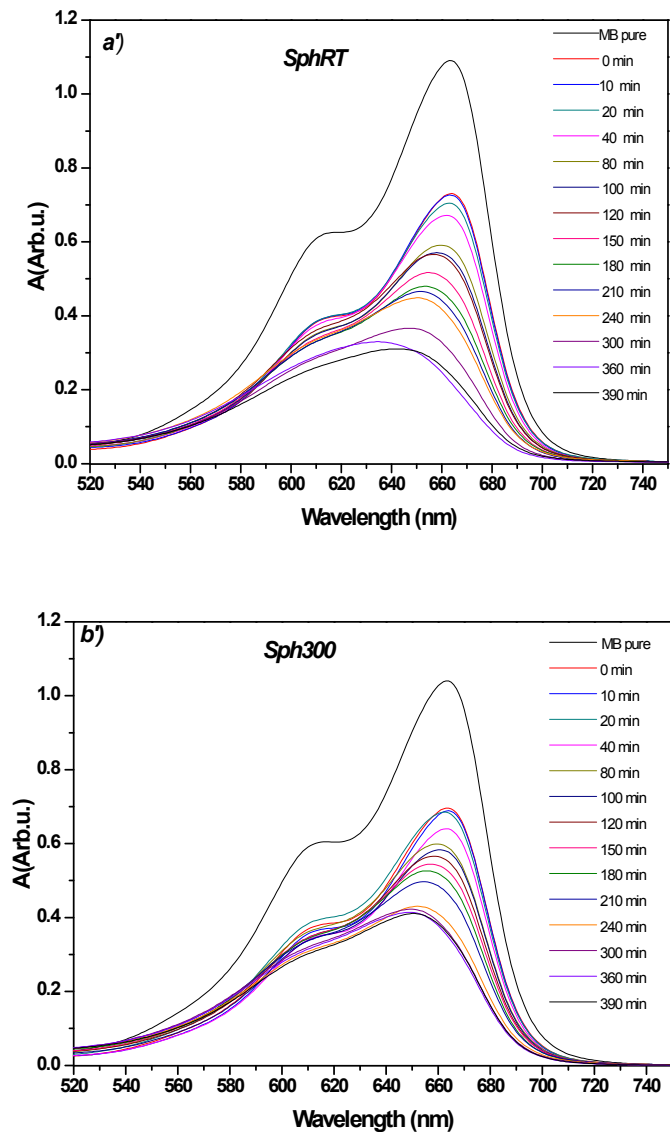 a')
SphRT
A(Arb.u.)
1.2
1.0
0.8
0.6
0.4
0.2
0.0
520 540 560 580 600 620 640 660 680 700 720 740
Wavelength (nm)
MB pure
0 min
10 min
20 min
40 min
80 min
100 min
120 min
150 min
180 min
210 min
240 min
300 min
360 min
390 min
b')
Sph300
A(Arb.u.)
1.2
1.0
0.8
0.6
0.4
0.2
0.0
520 540 560 580 600 620 640 660 680 700 720 740
Wavelength (nm)
MB pure
0 min
10 min
20 min
40 min
80 min
100 min
120 min
150 min
180 min
210 min
240 min
300 min
360 min
390 min